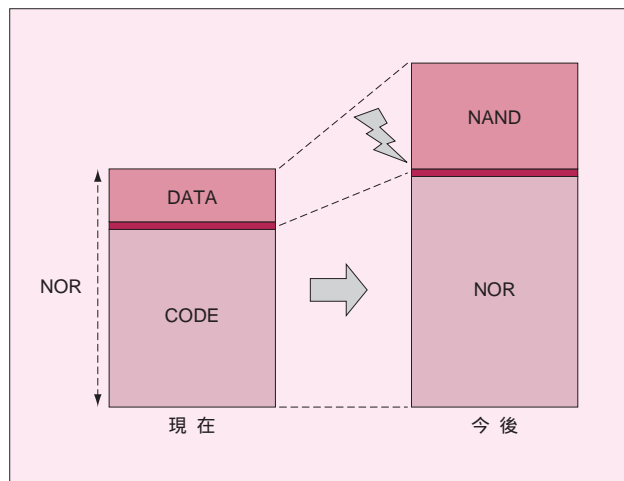 NAND
DATA
NOR
CODE
NOR
現在
今後